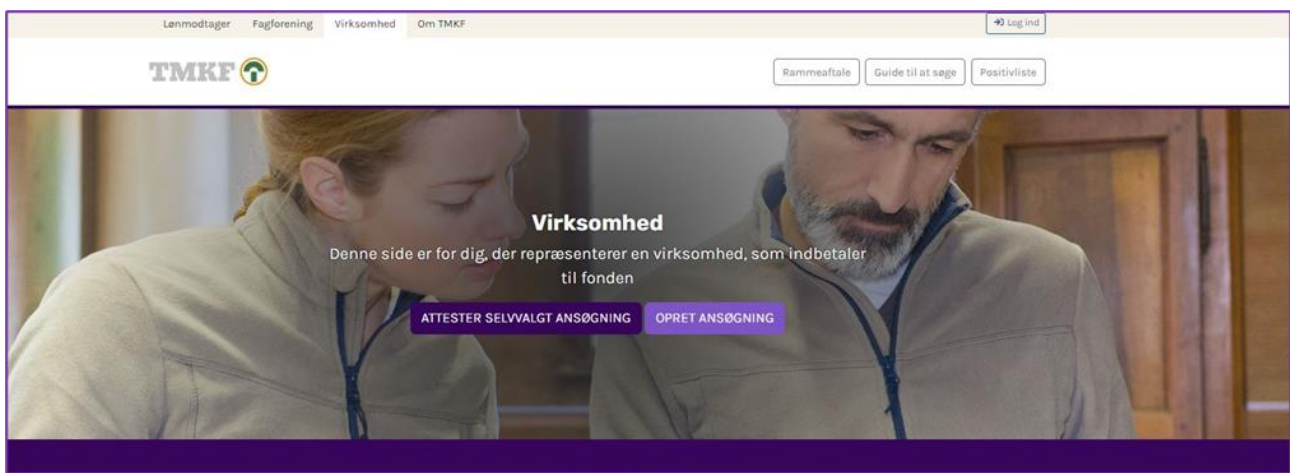 Lønmodtager Fagforening Virksomhed Om TMKF Log ind
TMKF Rammeaftale Guide til at søge Positivliste
Virksomhed
Denne side er for dig, der repræsenterer en virksomhed, som indbetaler
til fonden
ATTESTER SELVVALGT ANSØGNING OPRET ANSØGNING